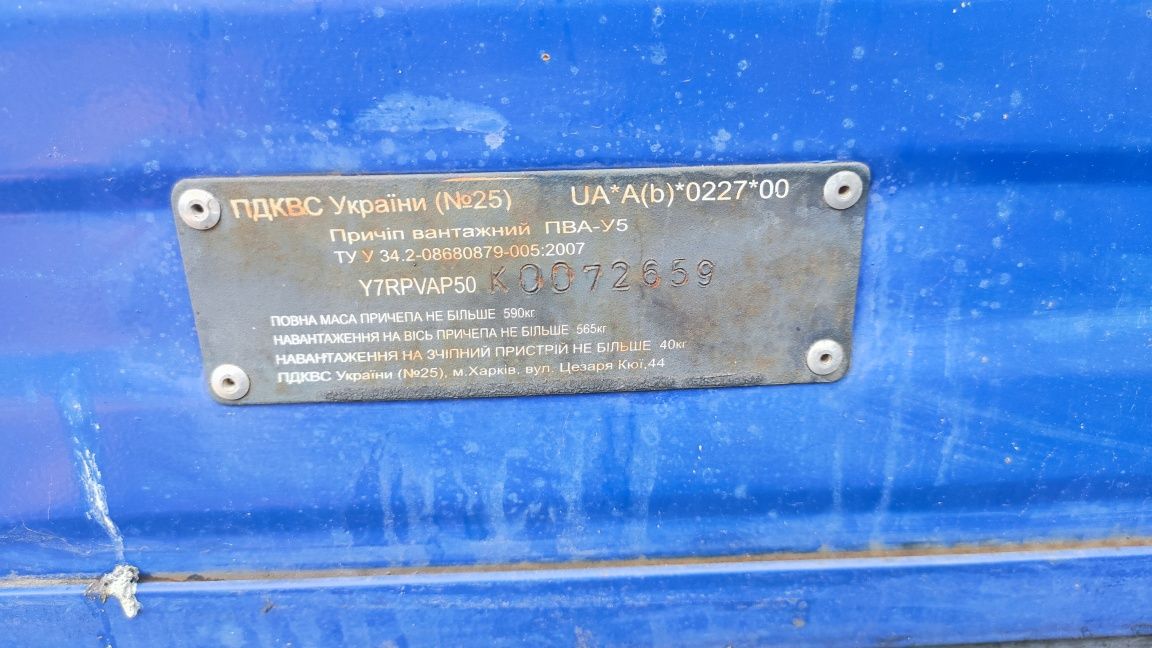 ПДКВС України (№25) UA*A(b)*0227*00
Причіп вантажний ПВА-У5
ТУ У 34.2-08680879-005:2007
Y7RPVAP50 K0072659
ПОВНА МАСА ПРИЧЕПА НЕ БІЛЬШЕ 590кг
НАВАНТАЖЕННЯ НА ВІСЬ ПРИЧЕПА НЕ БІЛЬШЕ 565кг
НАВАНТАЖЕННЯ НА ЗЧІПНИЙ ПРИСТРІЙ НЕ БІЛЬШЕ 40кг
ПДКВС України (№25), м.Харків, вул. Цезаря Кюї,44